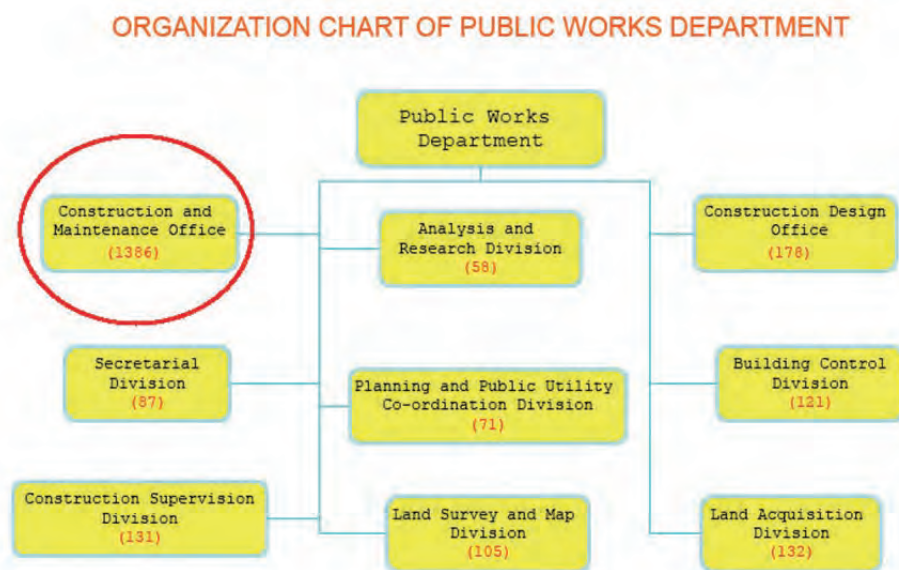 ORGANIZATION CHART OF PUBLIC WORKS DEPARTMENT
Public Works
Department
Construction and
Maintenance Office
(1386)
Analysis and
Research Division
(58)
Construction Design
Office
(178)
Secretarial
Division
(87)
Planning and Public Utility
Co-ordination Division
(71)
Building Control
Division
(121)
Construction Supervision
Division
(131)
Land Survey and Map
Division
(105)
Land Acquisition
Division
(132)